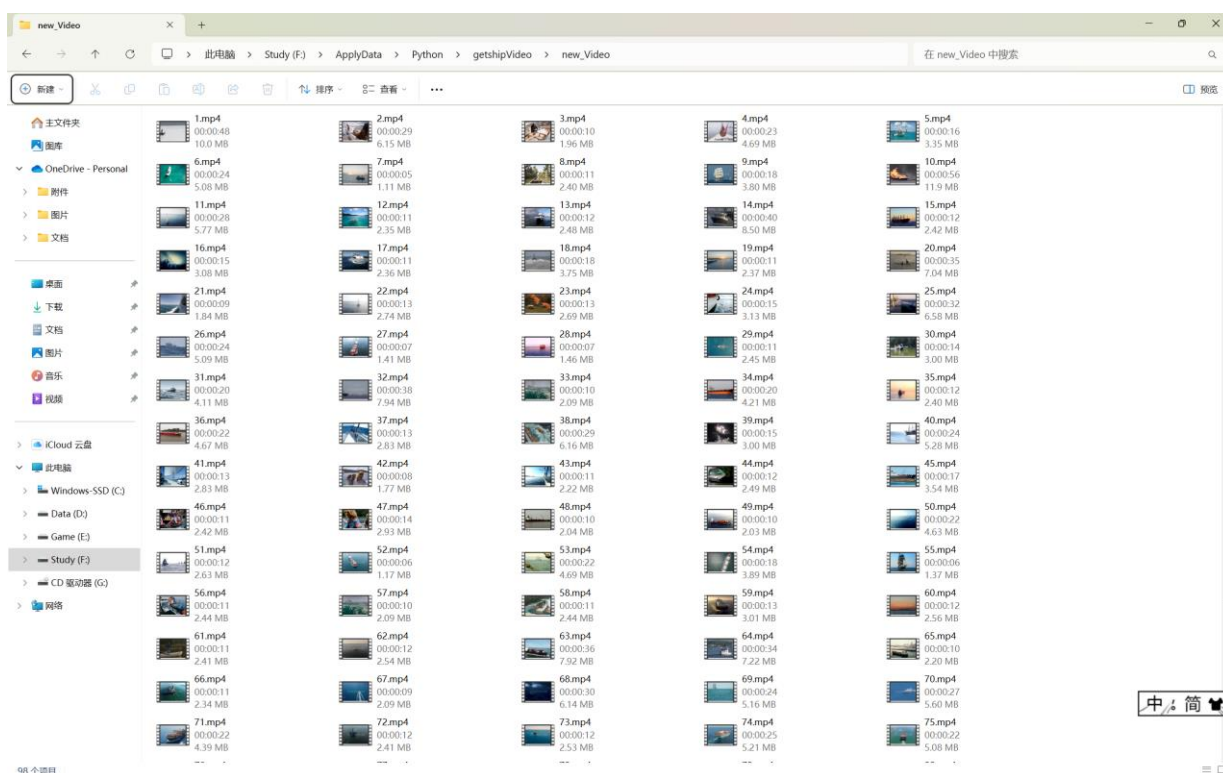 new_Video
此电脑 > Study (F:) > ApplyData > Python > getshipVideo > new_Video
在 new_Video 中搜索
新建
排序
查看
预览
主文件夹
图库
OneDrive - Personal
附件
图片
文档
桌面
下载
文档
图片
音乐
视频
iCloud 云盘
此电脑
Windows-SSD (C:)
Data (D:)
Game (E:)
Study (F:)
CD 驱动器 (G:)
网络
1.mp4
00:00:48
10.0 MB
2.mp4
00:00:29
6.15 MB
3.mp4
00:00:10
1.96 MB
4.mp4
00:00:23
4.69 MB
5.mp4
00:00:16
3.35 MB
6.mp4
00:00:24
5.08 MB
7.mp4
00:00:05
1.11 MB
8.mp4
00:00:11
2.40 MB
9.mp4
00:00:18
3.80 MB
10.mp4
00:00:56
11.9 MB
11.mp4
00:00:28
5.77 MB
12.mp4
00:00:11
2.35 MB
13.mp4
00:00:12
2.48 MB
14.mp4
00:00:40
8.50 MB
15.mp4
00:00:12
2.42 MB
16.mp4
00:00:15
3.08 MB
17.mp4
00:00:11
2.36 MB
18.mp4
00:00:18
3.75 MB
19.mp4
00:00:11
2.37 MB
20.mp4
00:00:35
7.04 MB
21.mp4
00:00:09
1.84 MB
22.mp4
00:00:13
2.74 MB
23.mp4
00:00:13
2.69 MB
24.mp4
00:00:15
3.13 MB
25.mp4
00:00:32
6.58 MB
26.mp4
00:00:24
5.09 MB
27.mp4
00:00:07
1.41 MB
28.mp4
00:00:07
1.46 MB
29.mp4
00:00:11
2.45 MB
30.mp4
00:00:14
3.00 MB
31.mp4
00:00:20
4.11 MB
32.mp4
00:00:38
7.94 MB
33.mp4
00:00:10
2.09 MB
34.mp4
00:00:20
4.21 MB
35.mp4
00:00:12
2.40 MB
36.mp4
00:00:22
4.67 MB
37.mp4
00:00:13
2.83 MB
38.mp4
00:00:29
6.16 MB
39.mp4
00:00:15
3.00 MB
40.mp4
00:00:24
5.28 MB
41.mp4
00:00:13
2.83 MB
42.mp4
00:00:08
1.77 MB
43.mp4
00:00:11
2.22 MB
44.mp4
00:00:12
2.49 MB
45.mp4
00:00:17
3.54 MB
46.mp4
00:00:11
2.42 MB
47.mp4
00:00:14
2.93 MB
48.mp4
00:00:10
2.04 MB
49.mp4
00:00:10
2.03 MB
50.mp4
00:00:22
4.63 MB
51.mp4
00:00:12
2.63 MB
52.mp4
00:00:06
1.17 MB
53.mp4
00:00:22
4.69 MB
54.mp4
00:00:18
3.89 MB
55.mp4
00:00:06
1.37 MB
56.mp4
00:00:11
2.44 MB
57.mp4
00:00:10
2.09 MB
58.mp4
00:00:11
2.44 MB
59.mp4
00:00:13
3.01 MB
60.mp4
00:00:12
2.56 MB
61.mp4
00:00:11
2.41 MB
62.mp4
00:00:12
2.54 MB
63.mp4
00:00:36
7.92 MB
64.mp4
00:00:34
7.22 MB
65.mp4
00:00:10
2.20 MB
66.mp4
00:00:11
2.34 MB
67.mp4
00:00:09
2.09 MB
68.mp4
00:00:30
6.14 MB
69.mp4
00:00:24
5.16 MB
70.mp4
00:00:27
5.60 MB
71.mp4
00:00:22
4.39 MB
72.mp4
00:00:12
2.41 MB
73.mp4
00:00:12
2.53 MB
74.mp4
00:00:25
5.21 MB
75.mp4
00:00:22
5.08 MB
中 简
98 个项目